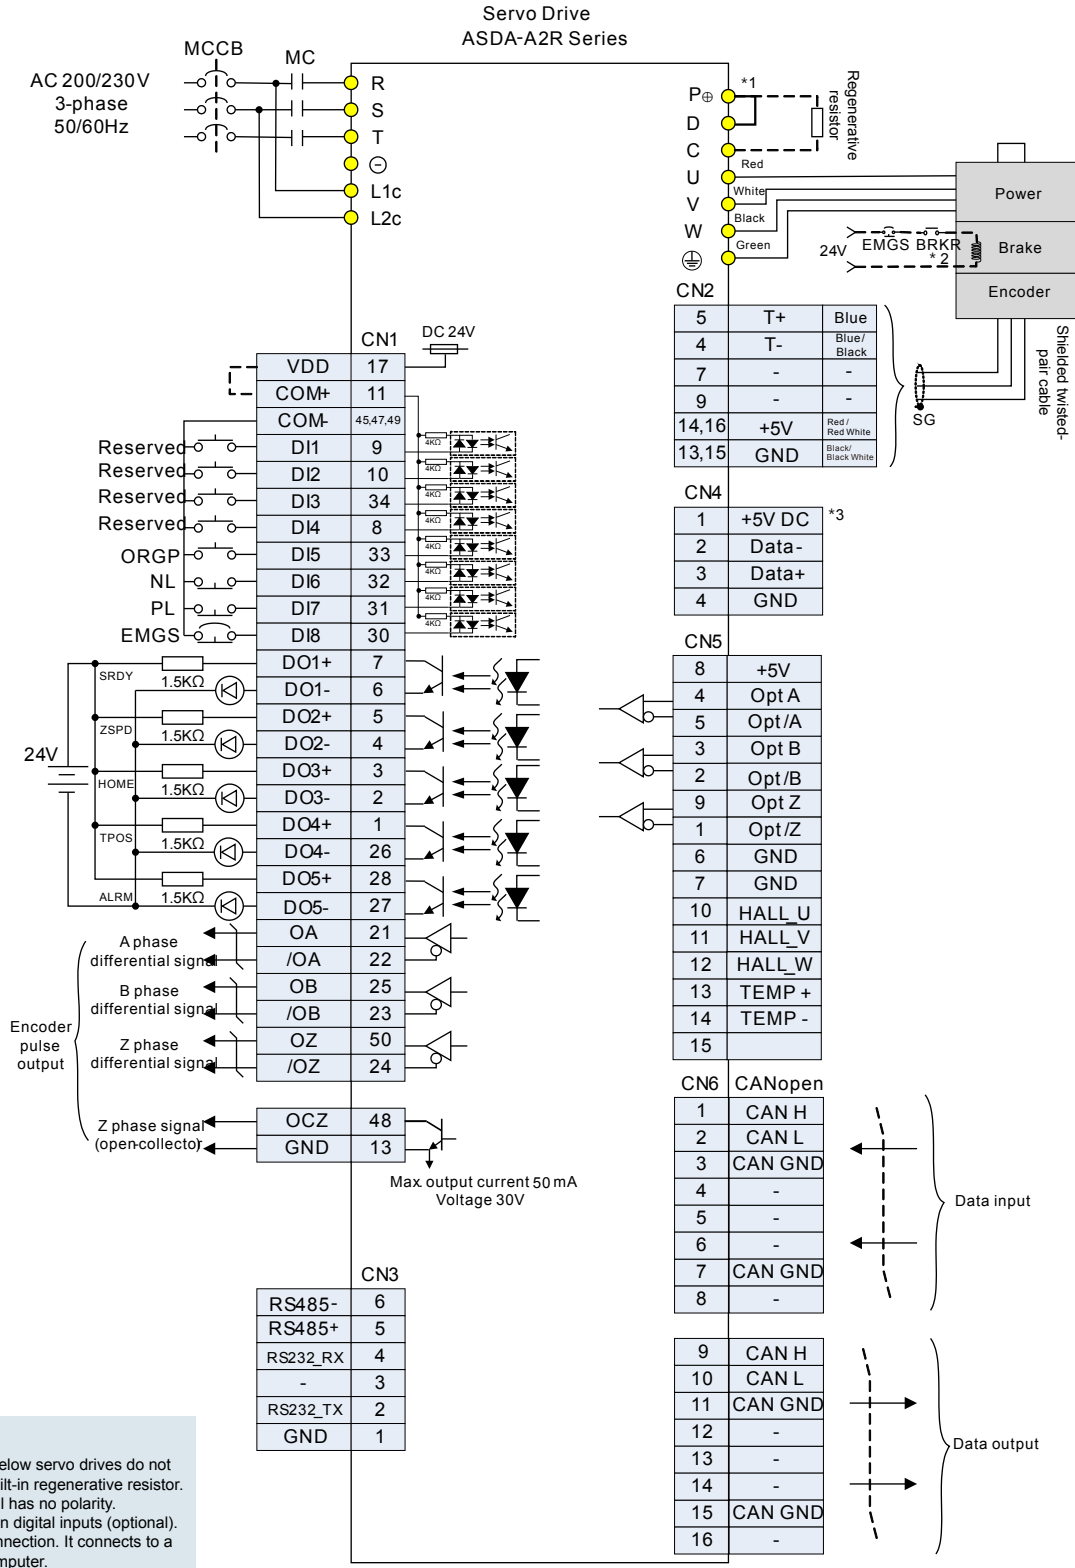 Servo Drive
ASDA-A2R Series
MCCB
MC
AC 200/230V
3-phase
50/60Hz
R
S
T
⊖
L1c
L2c
P⊕
D
C
U
V
W
*1
Regenerative
resistor
Red
White
Black
Green
24V
EMGS BRKR
*2
Power
Brake
Encoder
Shielded twisted-
pair cable
SG
CN2
5 T+ Blue
4 T- Blue/
Black
7 - -
9 - -
14,16 +5V Red /
Red White
13,15 GND Black/
Black White
CN4
1 +5V DC *3
2 Data-
3 Data+
4 GND
CN5
8 +5V
4 Opt A
5 Opt /A
3 Opt B
2 Opt /B
9 Opt Z
1 Opt /Z
6 GND
7 GND
10 HALL_U
11 HALL_V
12 HALL_W
13 TEMP +
14 TEMP -
15
CN6 CANopen
1 CAN H
2 CAN L
3 CAN GND
4 -
5 -
6 -
7 CAN GND
8 -
Data input
9 CAN H
10 CAN L
11 CAN GND
12 -
13 -
14 -
15 CAN GND
16 -
Data output
CN1
DC 24V
VDD 17
COM+ 11
COM- 45,47,49
Reserved DI1 9 4KΩ
Reserved DI2 10 4KΩ
Reserved DI3 34 4KΩ
Reserved DI4 8 4KΩ
ORGP DI5 33 4KΩ
NL DI6 32 4KΩ
PL DI7 31 4KΩ
EMGS DI8 30 4KΩ
24V
SRDY 1.5KΩ DO1+ 7
DO1- 6
ZSPD 1.5KΩ DO2+ 5
DO2- 4
HOME 1.5KΩ DO3+ 3
DO3- 2
TPOS 1.5KΩ DO4+ 1
DO4- 26
ALRM 1.5KΩ DO5+ 28
DO5- 27
Encoder
pulse
output
A phase
differential signal
OA 21
/OA 22
B phase
differential signal
OB 25
/OB 23
Z phase
differential signal
OZ 50
/OZ 24
Z phase signal
(open-collector
OCZ 48
GND 13
Max. output current 50 mA
Voltage 30V
CN3
RS485- 6
RS485+ 5
RS232_RX 4
- 3
RS232_TX 2
GND 1
elow servo drives do not
ilt-in regenerative resistor.
l has no polarity.
n digital inputs (optional).
nnection. It connects to a
mputer.